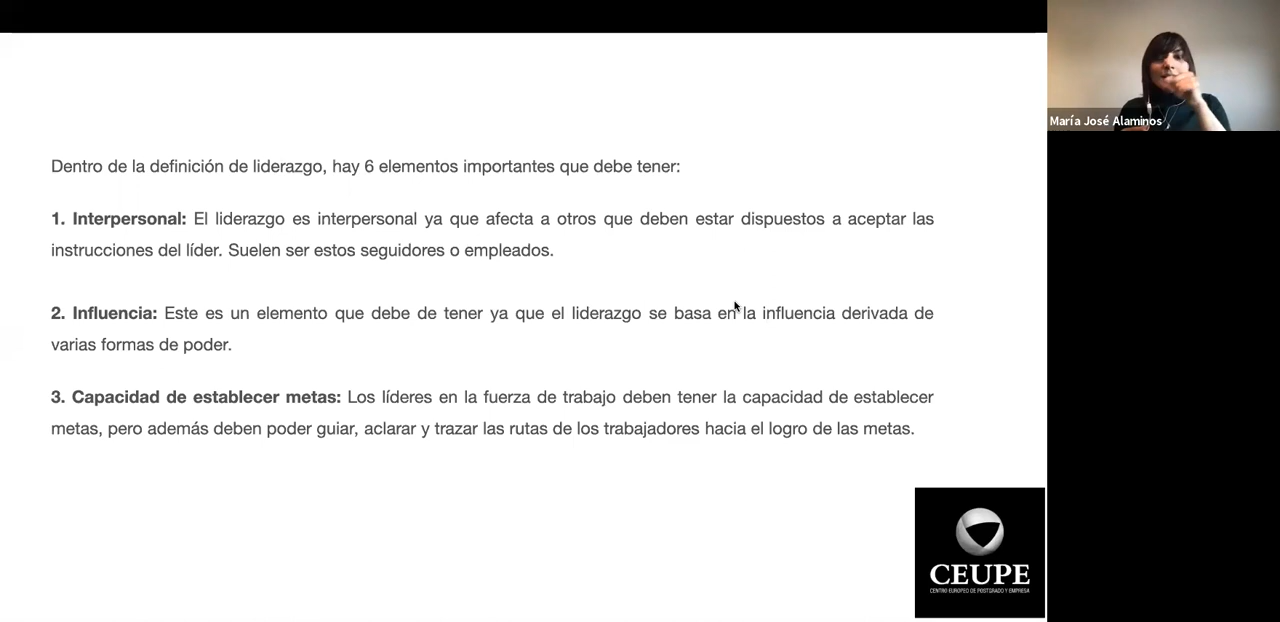 María José Alaminos
Dentro de la definición de liderazgo, hay 6 elementos importantes que debe tener:
1. Interpersonal: El liderazgo es interpersonal ya que afecta a otros que deben estar dispuestos a aceptar las
instrucciones del líder. Suelen ser estos seguidores o empleados.
2. Influencia: Este es un elemento que debe de tener ya que el liderazgo se basa en la influencia derivada de
varias formas de poder.
3. Capacidad de establecer metas: Los líderes en la fuerza de trabajo deben tener la capacidad de establecer
metas, pero además deben poder guiar, aclarar y trazar las rutas de los trabajadores hacia el logro de las metas.
CEUPE
CENTRO EUROPEO DE POSTGRADO Y EMPRESA